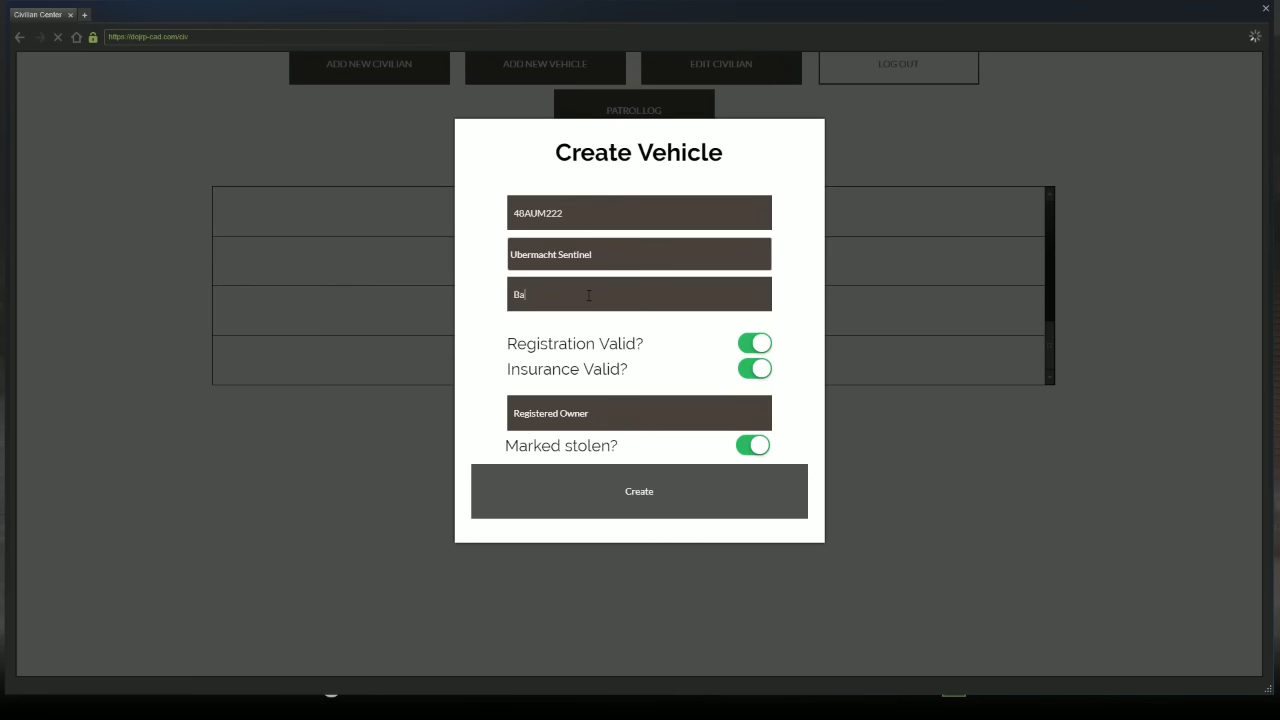 Civilian Center
https://dojrp-cad.com/civ
ADD NEW CIVILIAN
ADD NEW VEHICLE
EDIT CIVILIAN
LOG OUT
PATROL LOG
Create Vehicle
48AUM222
Ubermacht Sentinel
Ba
Registration Valid?
Insurance Valid?
Registered Owner
Marked stolen?
Create